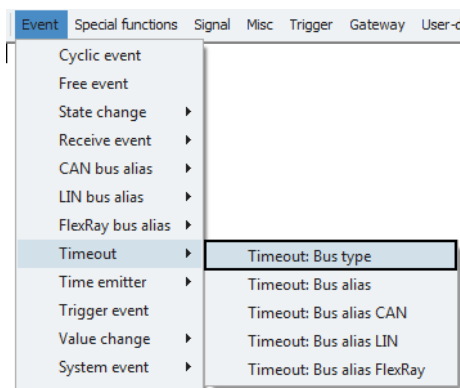 Event Special functions Signal Misc Trigger Gateway
Cyclic event
Free event
State change
Receive event
CAN bus alias
LIN bus alias
FlexRay bus alias
Timeout
Time emitter
Trigger event
Value change
System event
Timeout: Bus type
Timeout: Bus alias
Timeout: Bus alias CAN
Timeout: Bus alias LIN
Timeout: Bus alias FlexRay